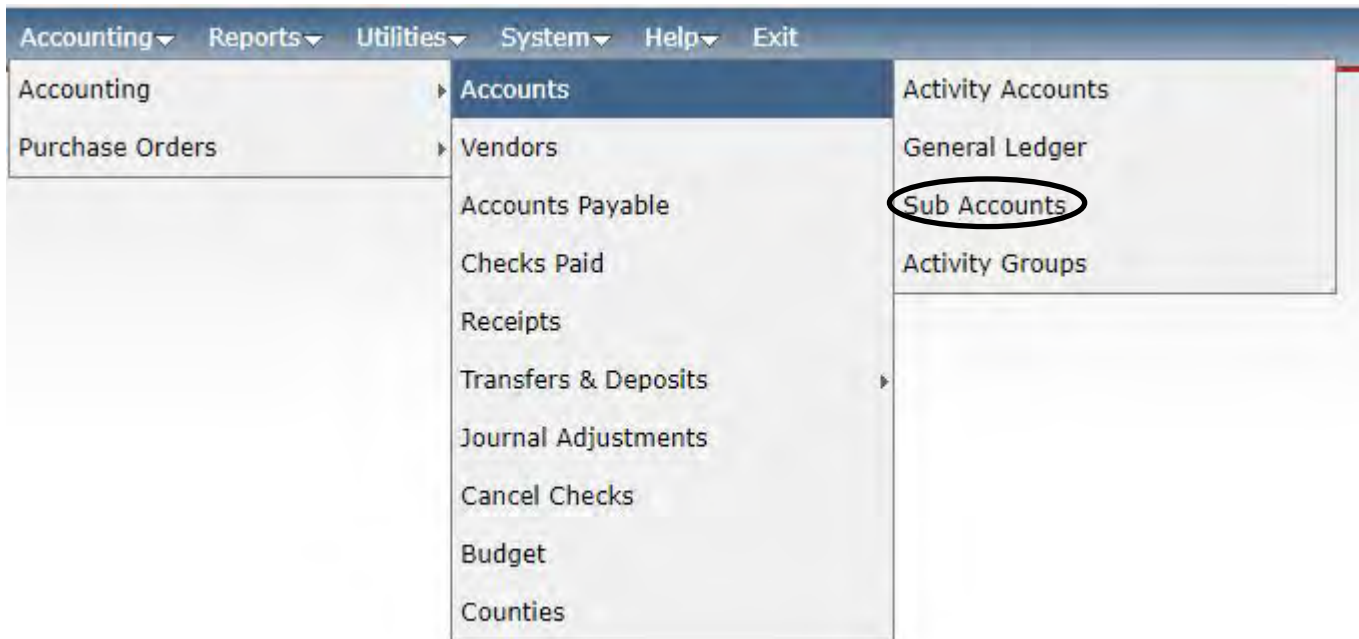 Accounting Reports Utilities System Help Exit
Accounting
Purchase Orders
Accounts
Vendors
Accounts Payable
Checks Paid
Receipts
Transfers & Deposits
Journal Adjustments
Cancel Checks
Budget
Counties
Activity Accounts
General Ledger
Sub Accounts
Activity Groups